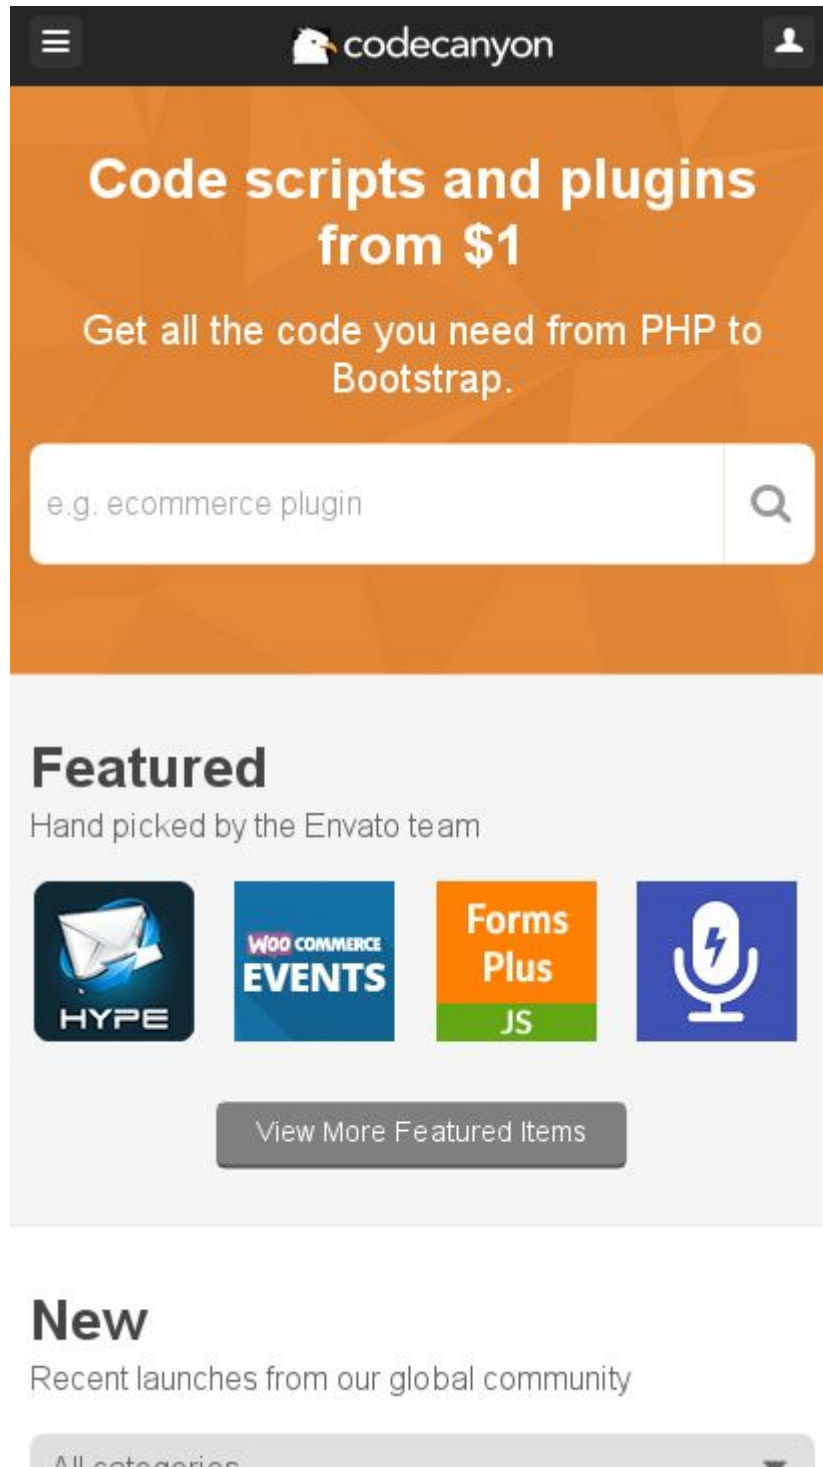 codecanyon
Code scripts and plugins
from $1
Get all the code you need from PHP to
Bootstrap.
e.g. ecommerce plugin
Featured
Hand picked by the Envato team
HYPE
WOO COMMERCE
EVENTS
Forms
Plus
JS
View More Featured Items
New
Recent launches from our global community
All categories